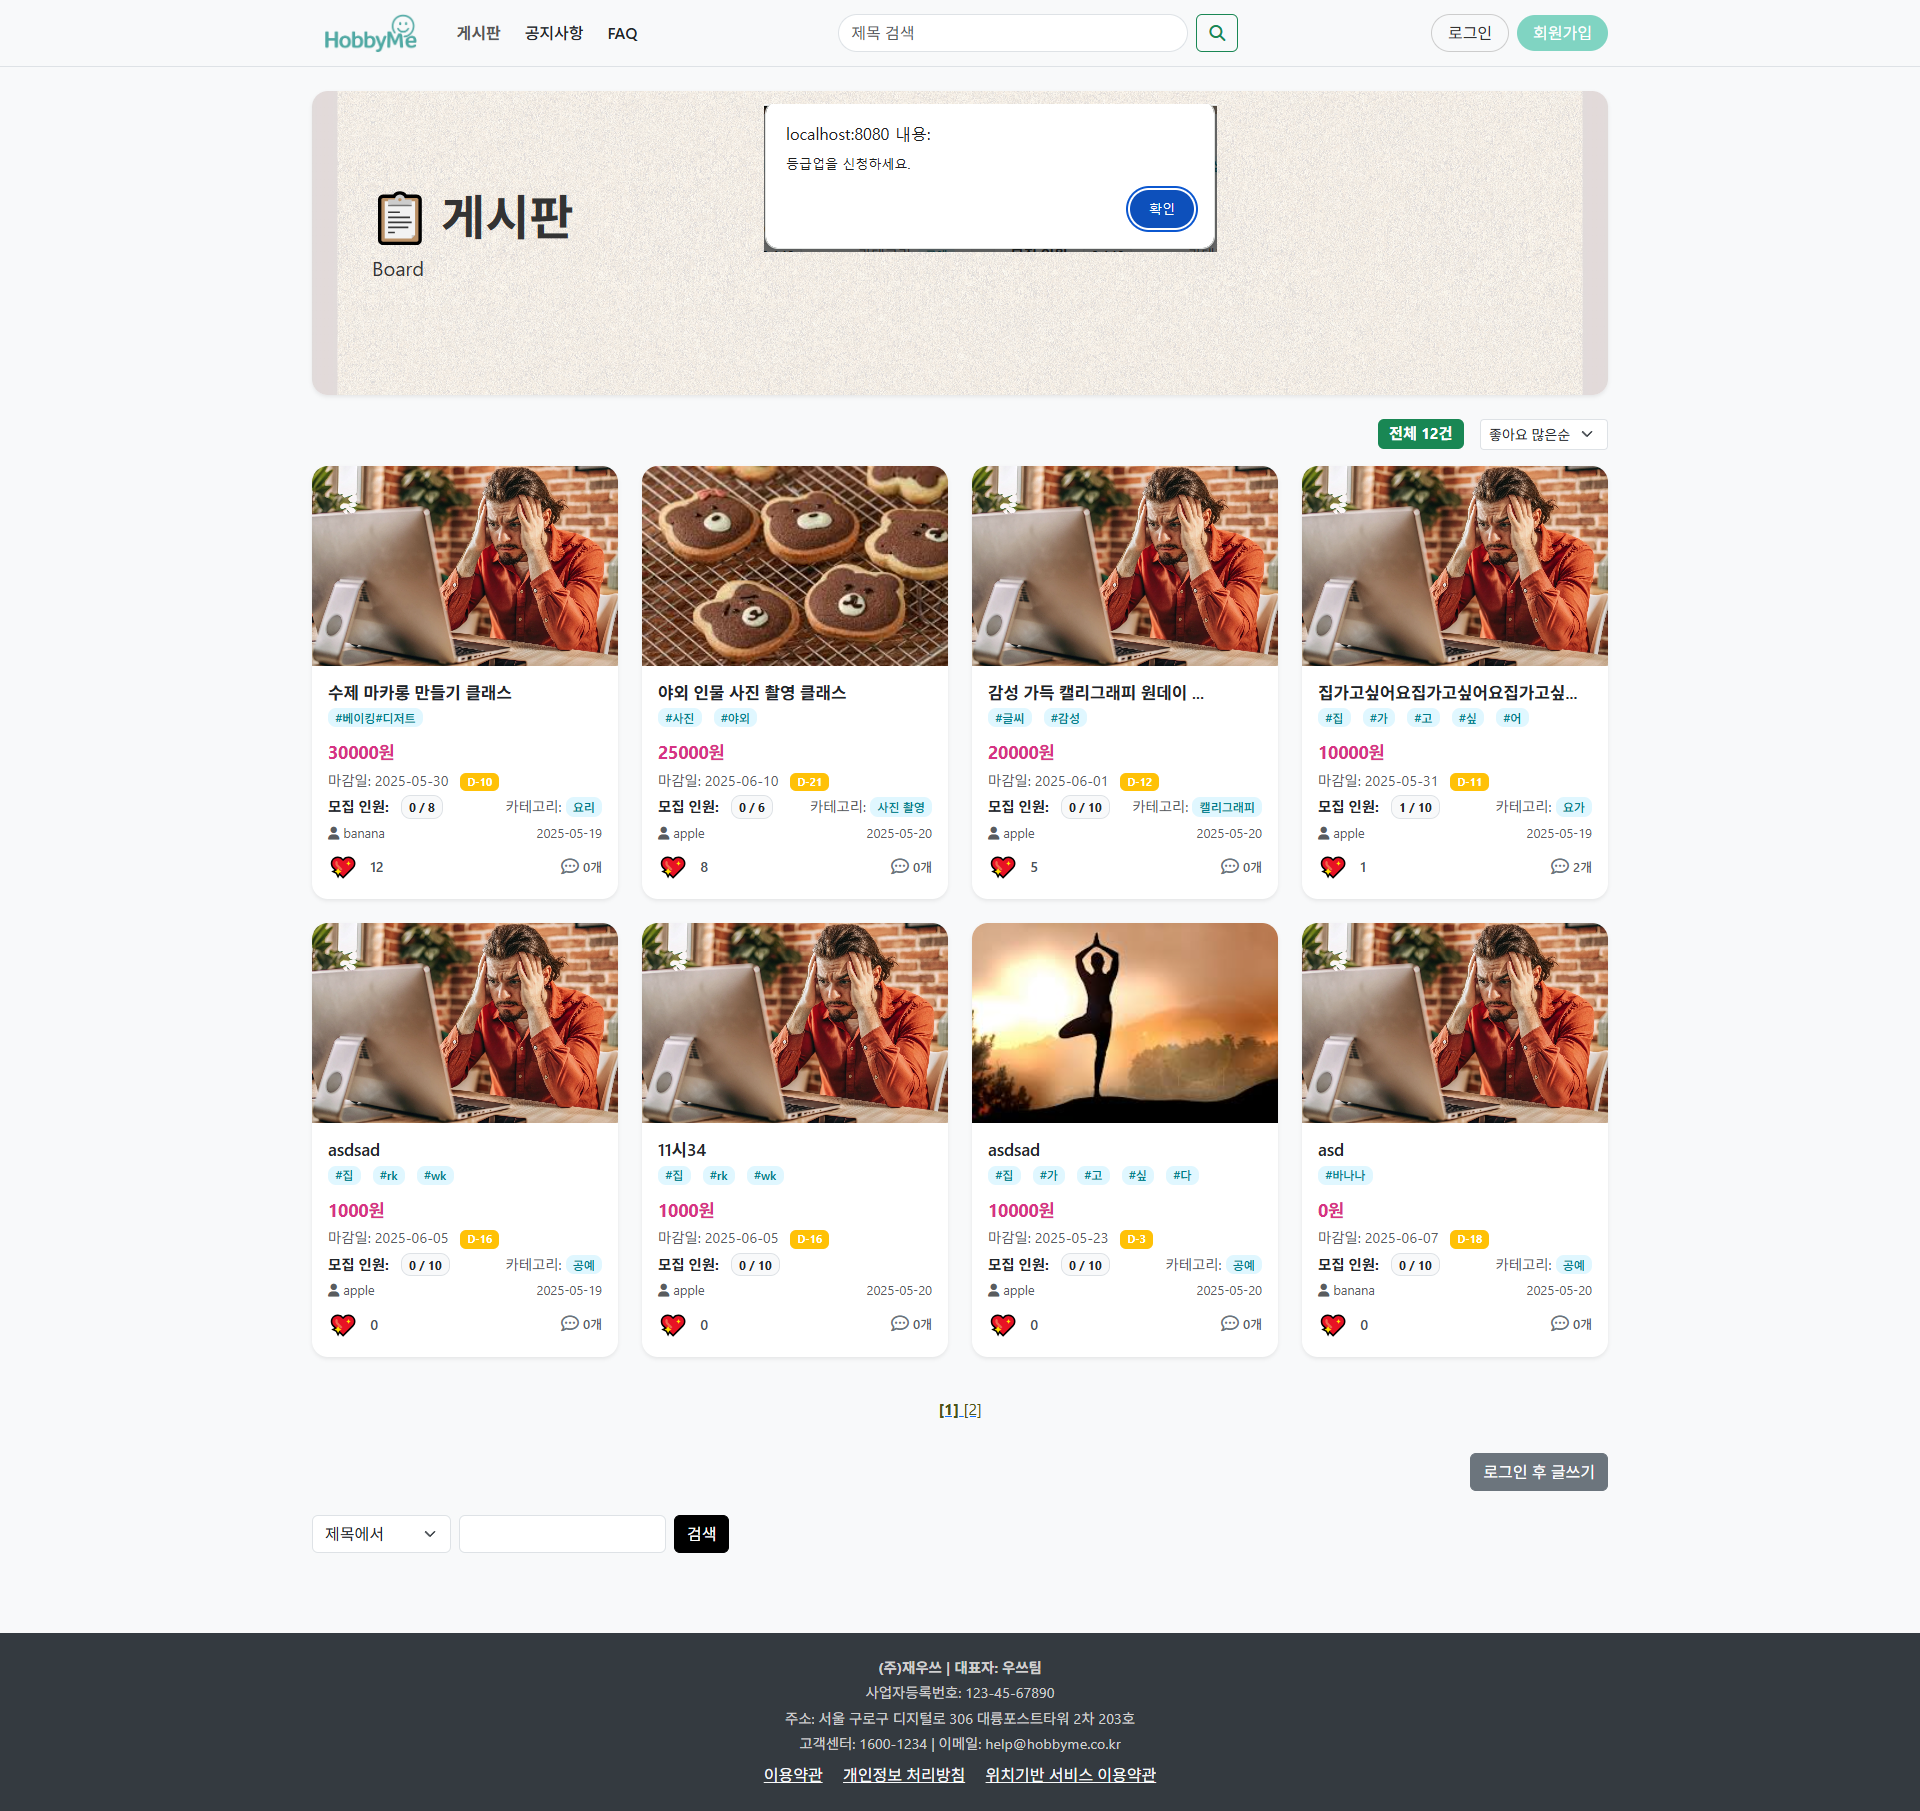 HobbyMe 게시판 공지사항 FAQ 제목 검색 로그인 회원가입
localhost:8080 내용:
등급업을 신청하세요.
확인
게시판
Board
전체 12건 좋아요 많은순
수제 마카롱 만들기 클래스
#베이킹#디저트
30000원
마감일: 2025-05-30 D-10
모집 인원: 0 / 8 카테고리: 요리
banana 2025-05-19
12 0개
야외 인물 사진 촬영 클래스
#사진 #야외
25000원
마감일: 2025-06-10 D-21
모집 인원: 0 / 6 카테고리: 사진 촬영
apple 2025-05-20
8 0개
감성 가득 캘리그래피 원데이 ...
#글씨 #감성
20000원
마감일: 2025-06-01 D-12
모집 인원: 0 / 10 카테고리: 캘리그래피
apple 2025-05-20
5 0개
집가고싶어요집가고싶어요집가고싶...
#집 #가 #고 #싶 #어
10000원
마감일: 2025-05-31 D-11
모집 인원: 1 / 10 카테고리: 요가
apple 2025-05-19
1 2개
asdsad
#집 #rk #wk
1000원
마감일: 2025-06-05 D-16
모집 인원: 0 / 10 카테고리: 공예
apple 2025-05-19
0 0개
11시34
#집 #rk #wk
1000원
마감일: 2025-06-05 D-16
모집 인원: 0 / 10
apple 2025-05-20
0 0개
asdsad
#집 #가 #고 #싶 #다
10000원
마감일: 2025-05-23 D-3
모집 인원: 0 / 10 카테고리: 공예
apple 2025-05-20
0 0개
asd
#바나나
0원
마감일: 2025-06-07 D-18
모집 인원: 0 / 10 카테고리: 공예
banana 2025-05-20
0 0개
[1] [2]
로그인 후 글쓰기
제목에서 검색
(주)재우쓰 | 대표자: 우쓰팀
사업자등록번호: 123-45-67890
주소: 서울 구로구 디지털로 306 대륭포스트타워 2차 203호
고객센터: 1600-1234 | 이메일: help@hobbyme.co.kr
이용약관 개인정보 처리방침 위치기반 서비스 이용약관